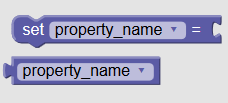 set property_name ▾ =
property_name ▾